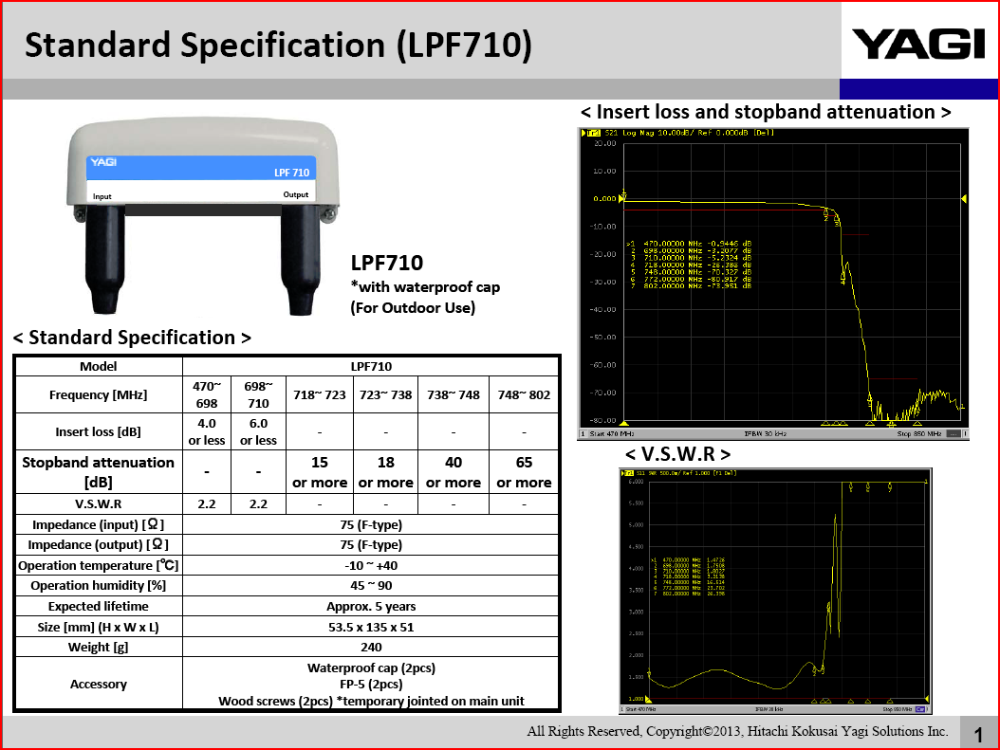 Standard Specification (LPF710)
YAGI
YAGI
LPF 710
Input
Output
LPF710
*with waterproof cap
(For Outdoor Use)
< Standard Specification >
Model LPF710
Frequency [MHz] 470~ 698 698~ 710 718~ 723 723~ 738 738~ 748 748~ 802
Insert loss [dB] 4.0 or less 6.0 or less - - - -
Stopband attenuation [dB] - - 15 or more 18 or more 40 or more 65 or more
V.S.W.R 2.2 2.2 - - - -
Impedance (input) [Ω] 75 (F-type)
Impedance (output) [Ω] 75 (F-type)
Operation temperature [℃] -10 ~ +40
Operation humidity [%] 45 ~ 90
Expected lifetime Approx. 5 years
Size [mm] (H x W x L) 53.5 x 135 x 51
Weight [g] 240
Accessory Waterproof cap (2pcs)
FP-5 (2pcs)
Wood screws (2pcs) *temporary jointed on main unit
< Insert loss and stopband attenuation >
Tr1 S21 Log Mag 10.00dB/ Ref 0.000dB [Del]
20.00
10.00
0.000
-10.00
-20.00
-30.00
-40.00
-50.00
-60.00
-70.00
-80.00
>1 470.00000 MHz -0.9446 dB
2 698.00000 MHz -3.2077 dB
3 710.00000 MHz -5.2324 dB
4 718.00000 MHz -28.386 dB
5 748.00000 MHz -70.327 dB
6 772.00000 MHz -80.917 dB
7 802.00000 MHz -73.951 dB
1 Start 470 MHz IFBW 30 kHz Stop 850 MHz
< V.S.W.R >
Tr1 S11 SWR 500.0m/ Ref 1.000 [F1 Del]
6.000
5.500
5.000
4.500
4.000
3.500
3.000
2.500
2.000
1.500
1.000
>1 470.00000 MHz 1.4726
2 698.00000 MHz
3 710.00000 MHz
4 718.00000 MHz
5 748.00000 MHz 16.514
6 772.00000 MHz 23.702
7 802.00000 MHz 26.398
1 Start 470 MHz IFBW 30 kHz Stop 850 MHz
All Rights Reserved, Copyright©2013, Hitachi Kokusai Yagi Solutions Inc.
1